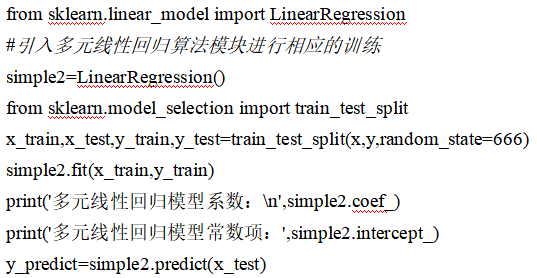 from sklearn.linear_model import LinearRegression
#引入多元线性回归算法模块进行相应的训练
simple2=LinearRegression()
from sklearn.model_selection import train_test_split
x_train,x_test,y_train,y_test=train_test_split(x,y,random_state=666)
simple2.fit(x_train,y_train)
print('多元线性回归模型系数：\n',simple2.coef_)
print('多元线性回归模型常数项：',simple2.intercept_)
y_predict=simple2.predict(x_test)